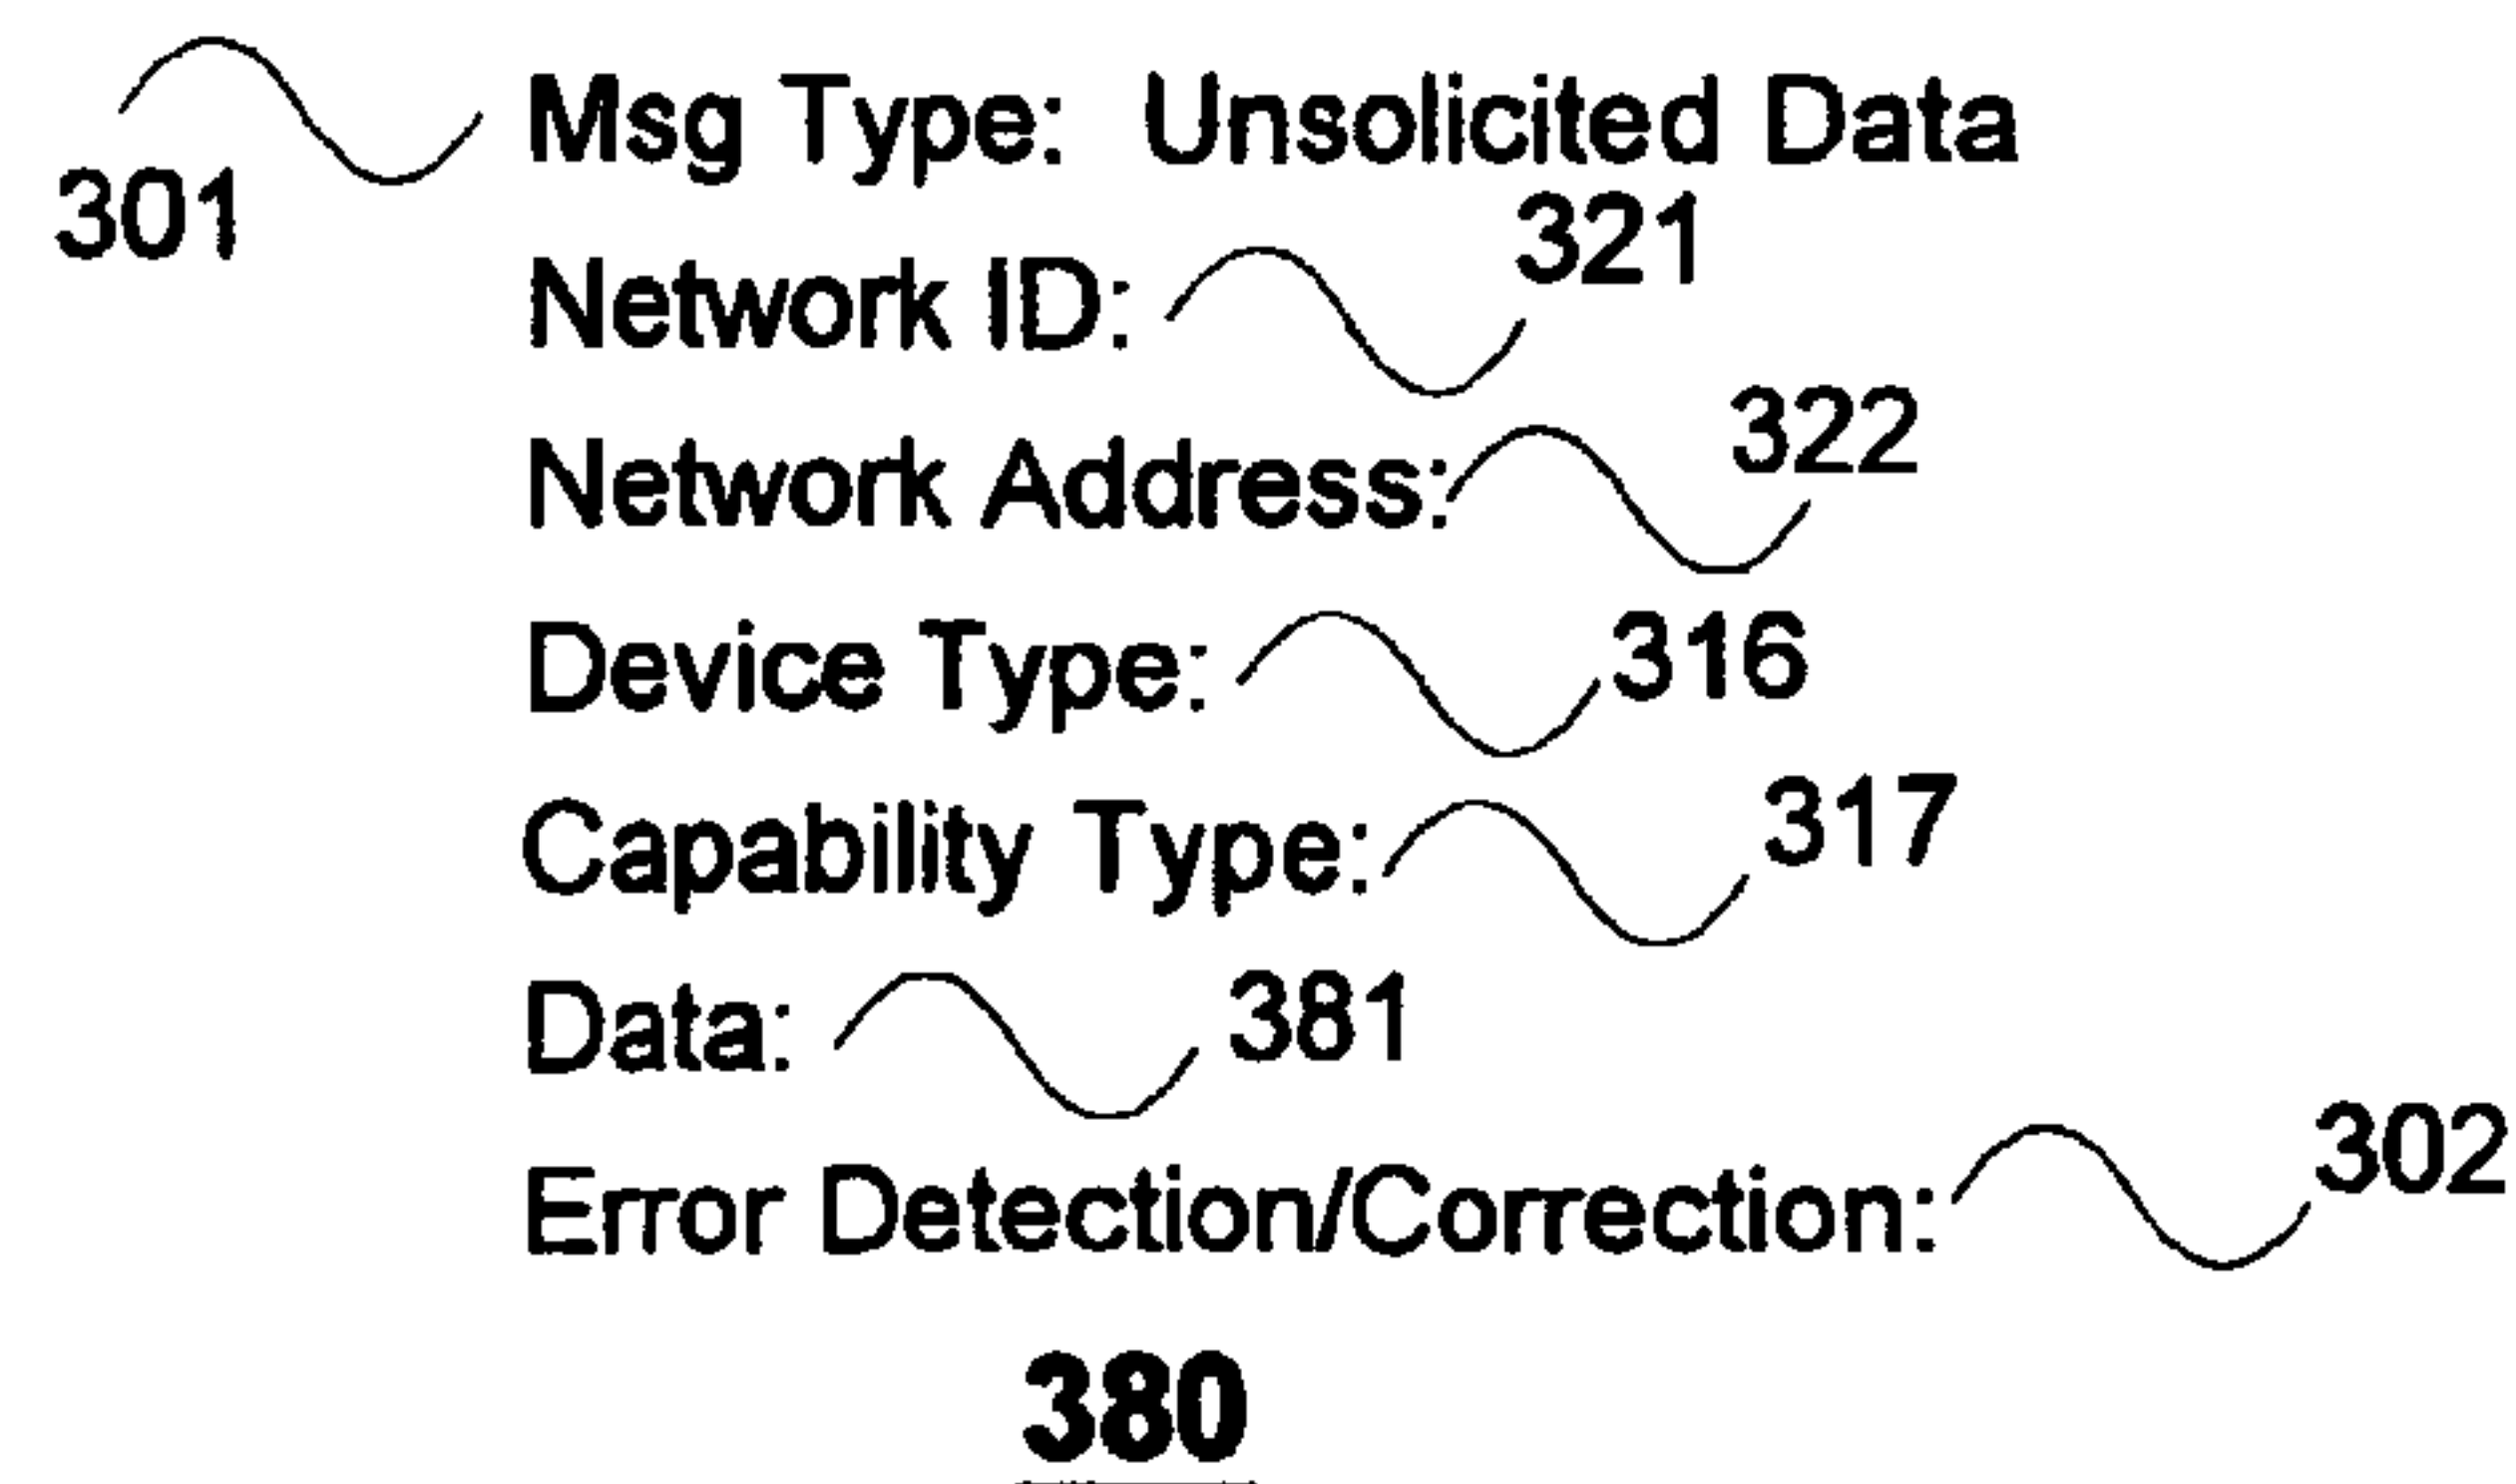 301 Msg Type: Unsolicited Data
Network ID: 321
Network Address: 322
Device Type: 316
Capability Type: 317
Data: 381
Error Detection/Correction: 302
380